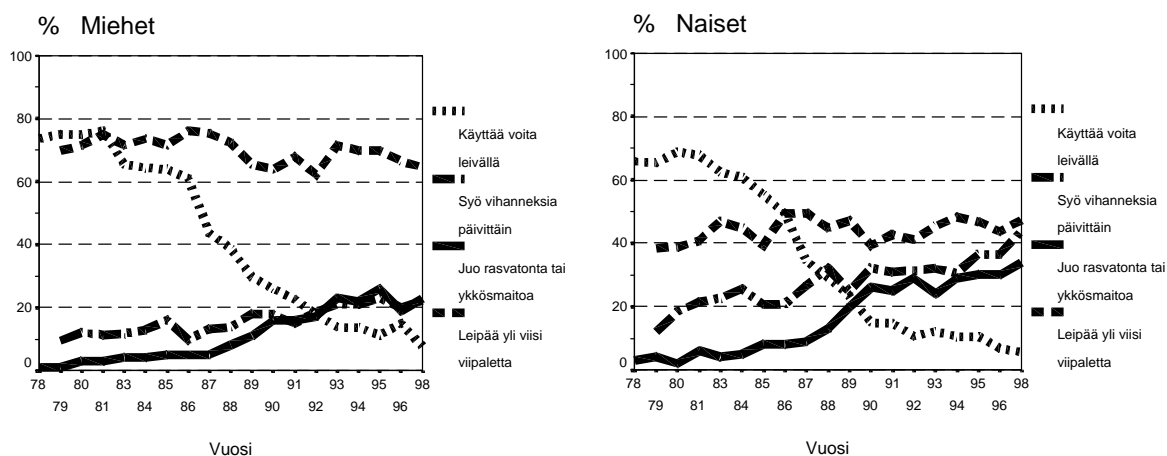 % Miehet
100
80
60
40
20
0
78 80 83 86 87 90 91 93 95 98
79 81 84 86 88 90 92 94 96
Vuosi
Käyttää voita
leivällä
Syö vihanneksia
päivittäin
Juo rasvatonta tai
ykkösmaitoa
Leipää yli viisi
viipaletta
% Naiset
100
80
60
40
20
0
78 80 83 85 87 89 91 93 95 98
79 81 84 86 88 90 92 94 96
Vuosi
Käyttää voita
leivällä
Syö vihanneksia
päivittäin
Juo rasvatonta tai
ykkösmaitoa
Leipää yli viisi
viipaletta